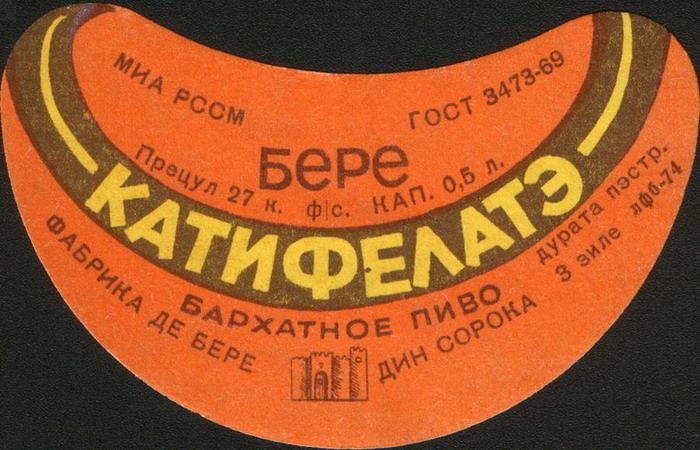 МИА РССМ
ГОСТ 3473-69
Бере
Прецул 27 к. ф|с. КАП. 0,5 л.
КАТИФЕЛАТЭ
БАРХАТНОЕ ПИВО
ФАБРИКА ДЕ БЕРЕ ДИН СОРОКА
дурата пэстр.
3 зиле лфб-74